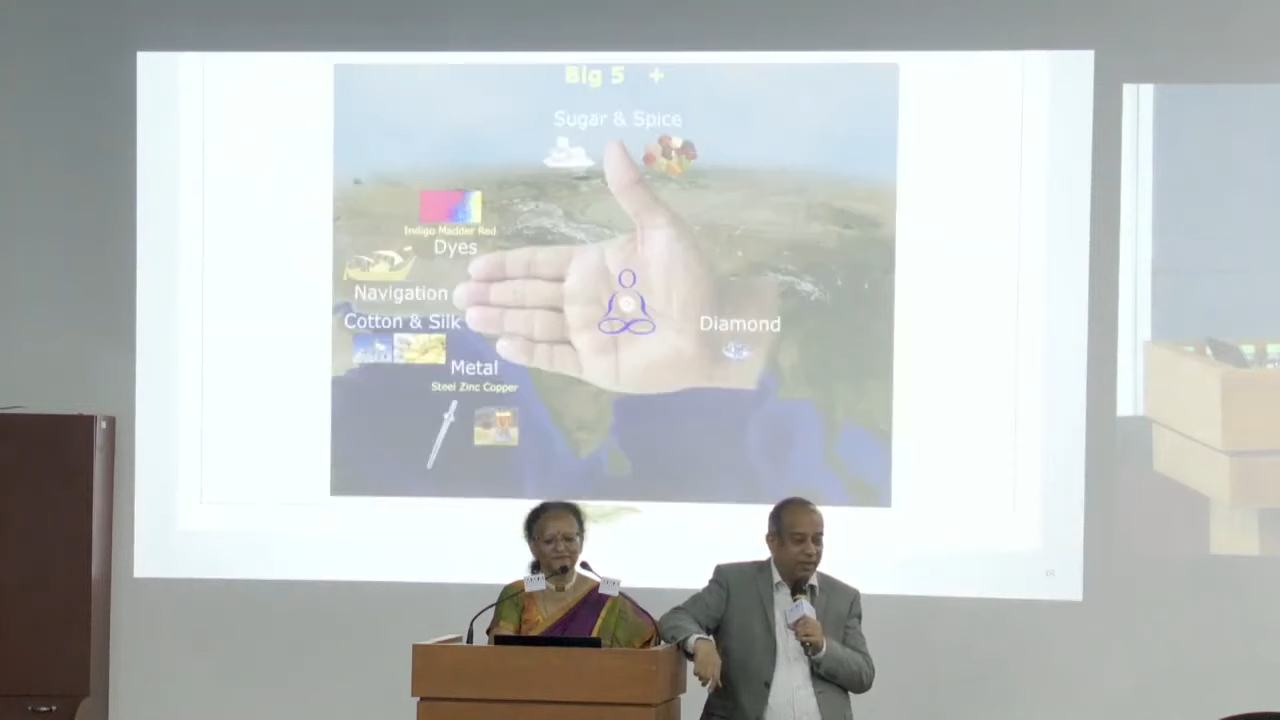 Big 5 +
Sugar & Spice
Indigo Madder Red
Dyes
Navigation
Cotton & Silk
Diamond
Metal
Steel Zinc Copper